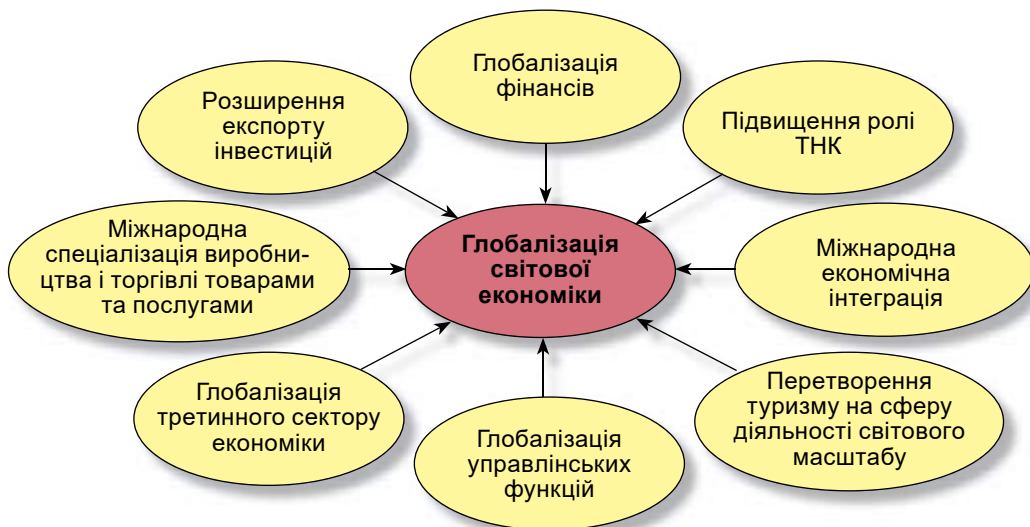 Глобалізація
фінансів
Розширення
експорту
інвестицій
Підвищення ролі
ТНК
Міжнародна
спеціалізація виробни-
цтва і торгівлі товарами
та послугами
Глобалізація
світової
економіки
Міжнародна
економічна
інтеграція
Глобалізація
третинного сектору
економіки
Глобалізація
управлінських
функцій
Перетворення
туризму на сферу
діяльності світового
масштабу